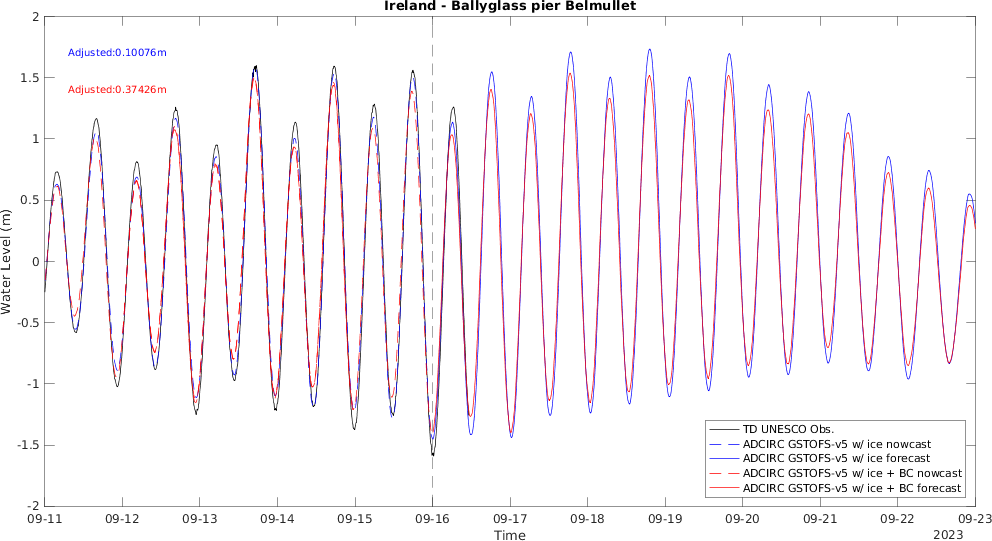 Ireland - Ballyglass pier Belmullet
Adjusted:0.10076m
Adjusted:0.37426m
Water Level (m)
2
1.5
1
0.5
0
-0.5
-1
-1.5
-2
TD UNESCO Obs.
ADCIRC GSTOFS-v5 w/ ice nowcast
ADCIRC GSTOFS-v5 w/ ice forecast
ADCIRC GSTOFS-v5 w/ ice + BC nowcast
ADCIRC GSTOFS-v5 w/ ice + BC forecast
09-11 09-12 09-13 09-14 09-15 09-16 09-17 09-18 09-19 09-20 09-21 09-22 09-23
Time
2023